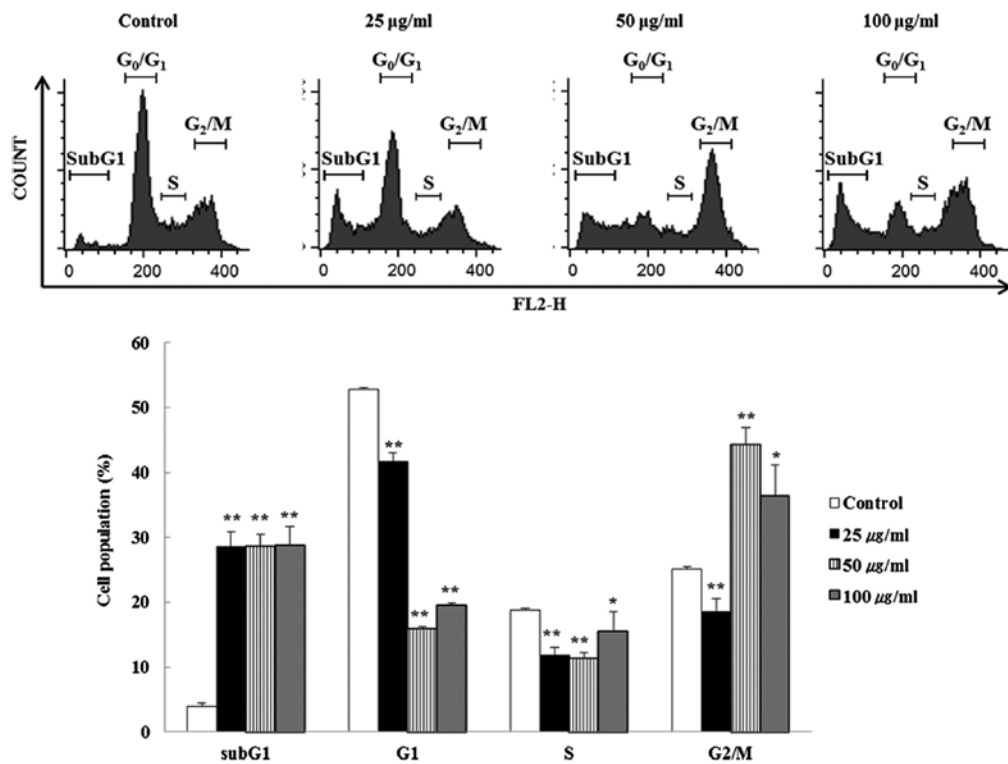 Control 25 μg/ml 50 μg/ml 100 μg/ml
G₀/G₁ G₀/G₁ G₀/G₁ G₀/G₁
G₂/M G₂/M G₂/M G₂/M
SubG1 SubG1 SubG1 SubG1
S S S S
COUNT
0 200 400 0 200 400 0 200 400 0 200 400
FL2-H
60
50
40
30
20
10
0
Cell population (%)
** ** **
** ** **
** ** *
** ** *
subG1 G1 S G2/M
Control
25 μg/ml
50 μg/ml
100 μg/ml